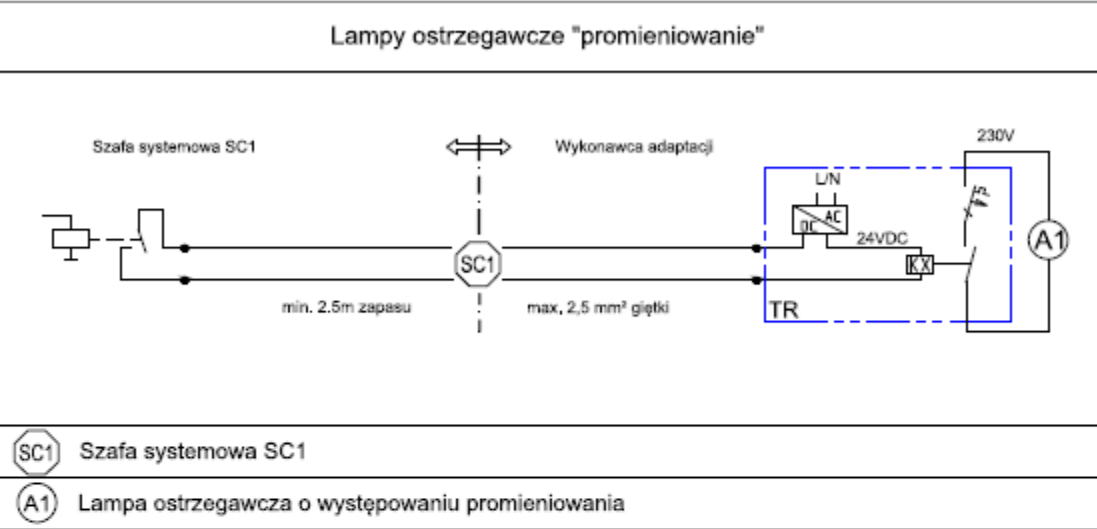 Lampy ostrzegawcze "promieniowanie"
Szafa systemowa SC1
Wykonawca adaptacji
230V
L/N
DC AC
24VDC
A1
SC1
KX
min. 2.5m zapasu
max, 2,5 mm² giętki
TR
SC1 Szafa systemowa SC1
A1 Lampa ostrzegawcza o występowaniu promieniowania